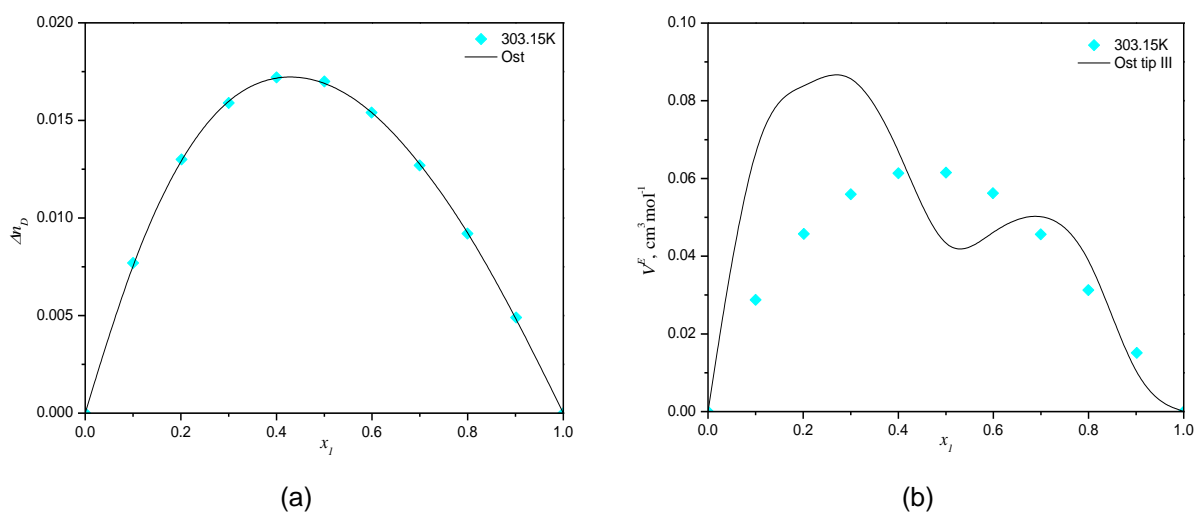 0.020
0.015
0.010
0.005
0.000
0.0 0.2 0.4 0.6 0.8 1.0
Δn_D
x_1
303.15K
Ost
(a)
0.10
0.08
0.06
0.04
0.02
0.00
0.0 0.2 0.4 0.6 0.8 1.0
V^E, cm^3 mol^-1
x_1
303.15K
Ost tip III
(b)